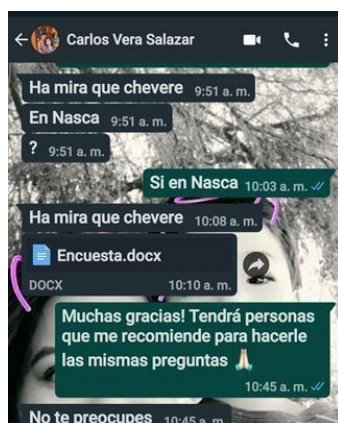 Carlos Vera Salazar
Ha mira que chevere 9:51 a. m.
En Nasca 9:51 a. m.
? 9:51 a. m.
Si en Nasca 10:03 a. m.
Ha mira que chevere 10:08 a. m.
Encuesta.docx
DOCX 10:10 a. m.
Muchas gracias! Tendrá personas
que me recomiende para hacerle
las mismas preguntas 🙏🏻
10:45 a. m.
No te preocupes 10:45 a. m.